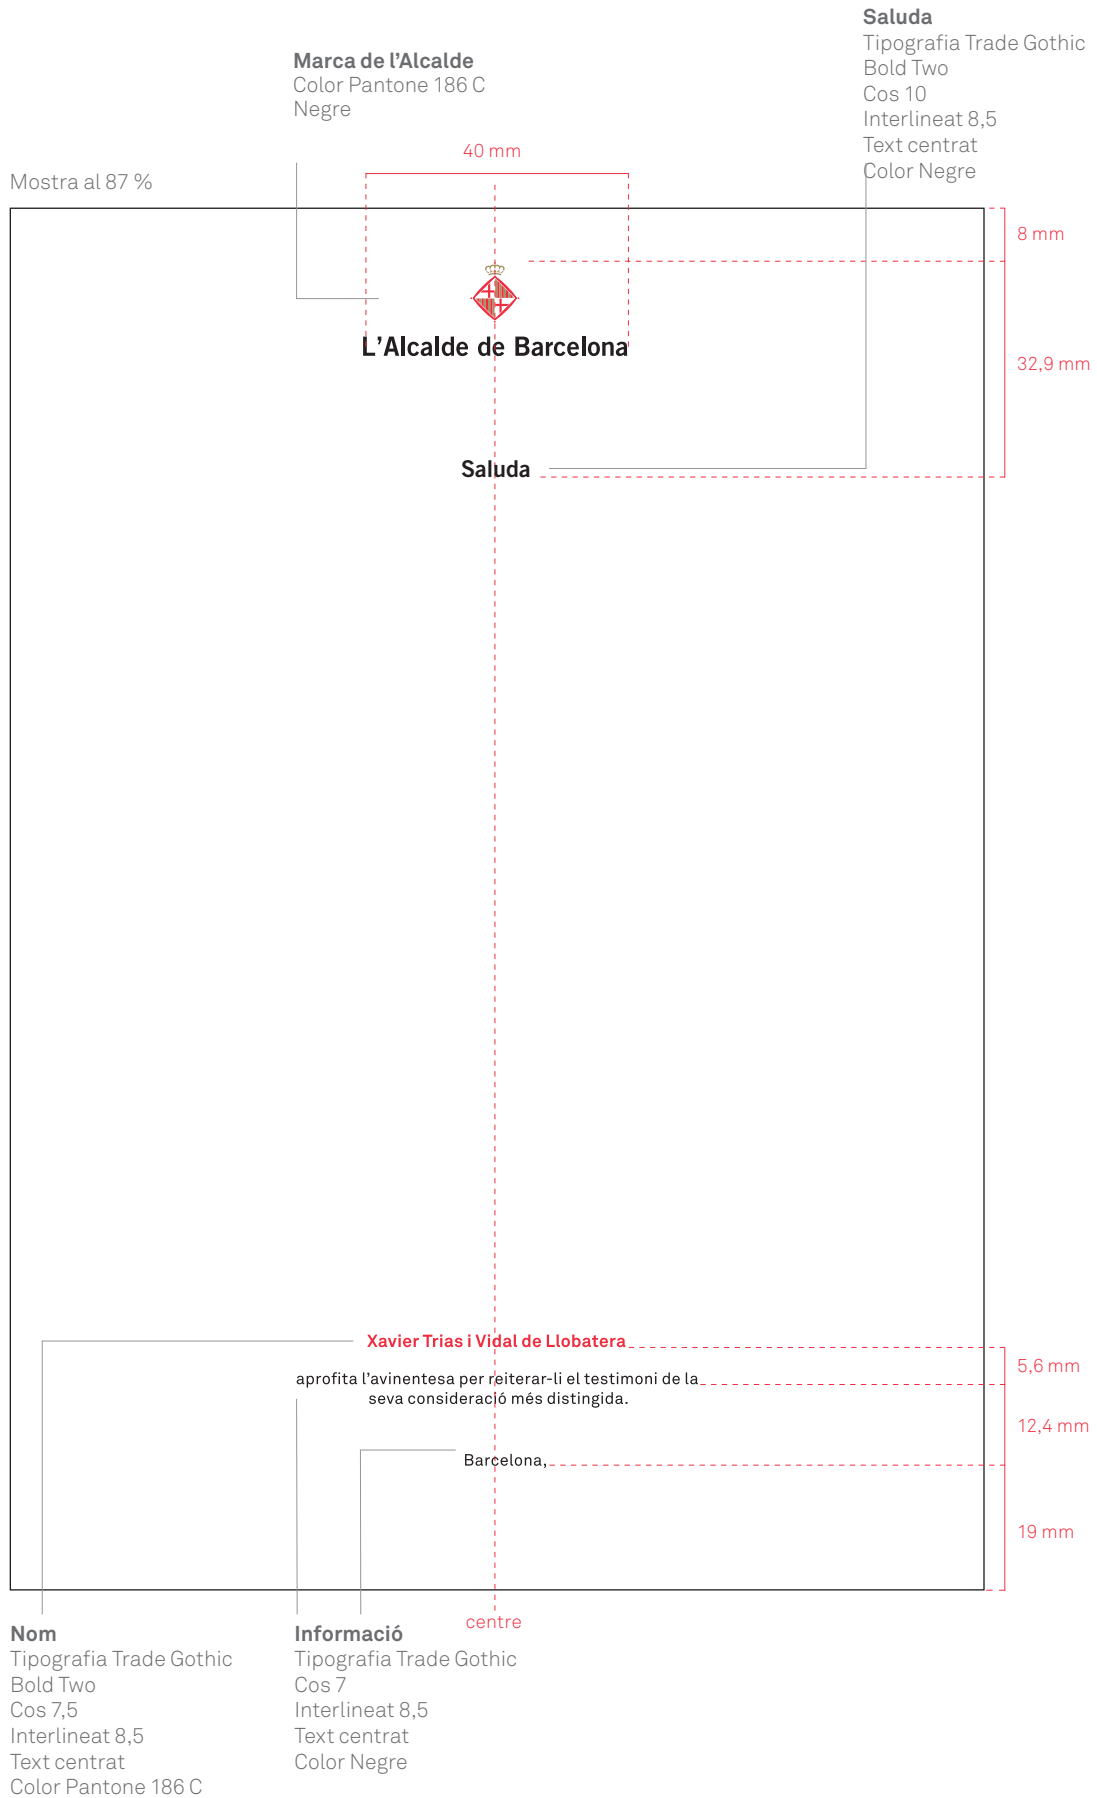 Saluda
Tipografia Trade Gothic
Bold Two
Cos 10
Interlineat 8,5
Text centrat
Color Negre
Marca de l’Alcalde
Color Pantone 186 C
Negre
40 mm
Mostra al 87 %
8 mm
L’Alcalde de Barcelona
32,9 mm
Saluda
Xavier Trias i Vidal de Llobatera
5,6 mm
aprofita l’avinentesa per reiterar-li el testimoni de la
seva consideració més distingida.
12,4 mm
Barcelona,
19 mm
centre
Nom
Tipografia Trade Gothic
Bold Two
Cos 7,5
Interlineat 8,5
Text centrat
Color Pantone 186 C
Informació
Tipografia Trade Gothic
Cos 7
Interlineat 8,5
Text centrat
Color Negre